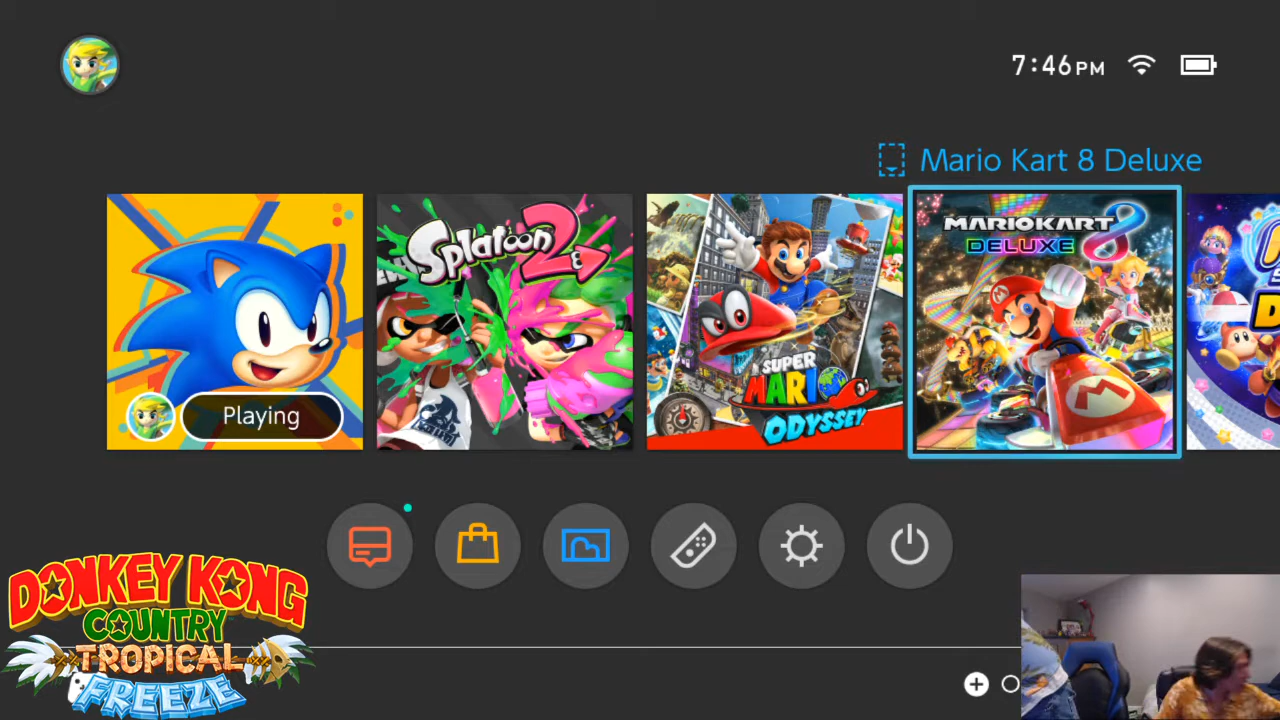 7:46PM
Mario Kart 8 Deluxe
Splatoon 2
SUPER
MARIO
ODYSSEY
MARIOKART 8
DELUXE
Playing
DONKEY KONG
COUNTRY
TROPICAL
FREEZE